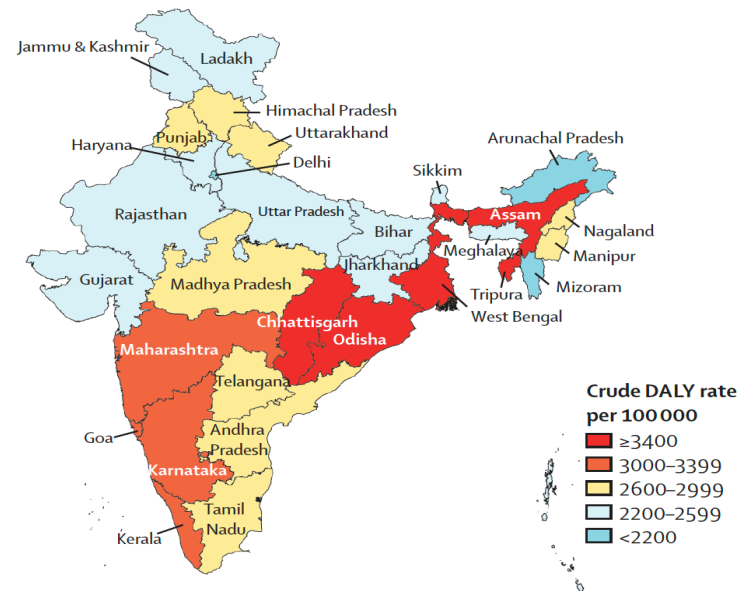 Jammu & Kashmir
Ladakh
Himachal Pradesh
Punjab
Uttarakhand
Haryana
Delhi
Arunachal Pradesh
Sikkim
Rajasthan
Uttar Pradesh
Assam
Bihar
Nagaland
Meghalaya
Manipur
Jharkhand
Gujarat
Madhya Pradesh
Tripura
Mizoram
West Bengal
Chhattisgarh
Odisha
Maharashtra
Telangana
Goa
Andhra
Pradesh
Karnataka
Tamil
Nadu
Kerala
Crude DALY rate
per 100 000
≥3400
3000–3399
2600–2999
2200–2599
<2200